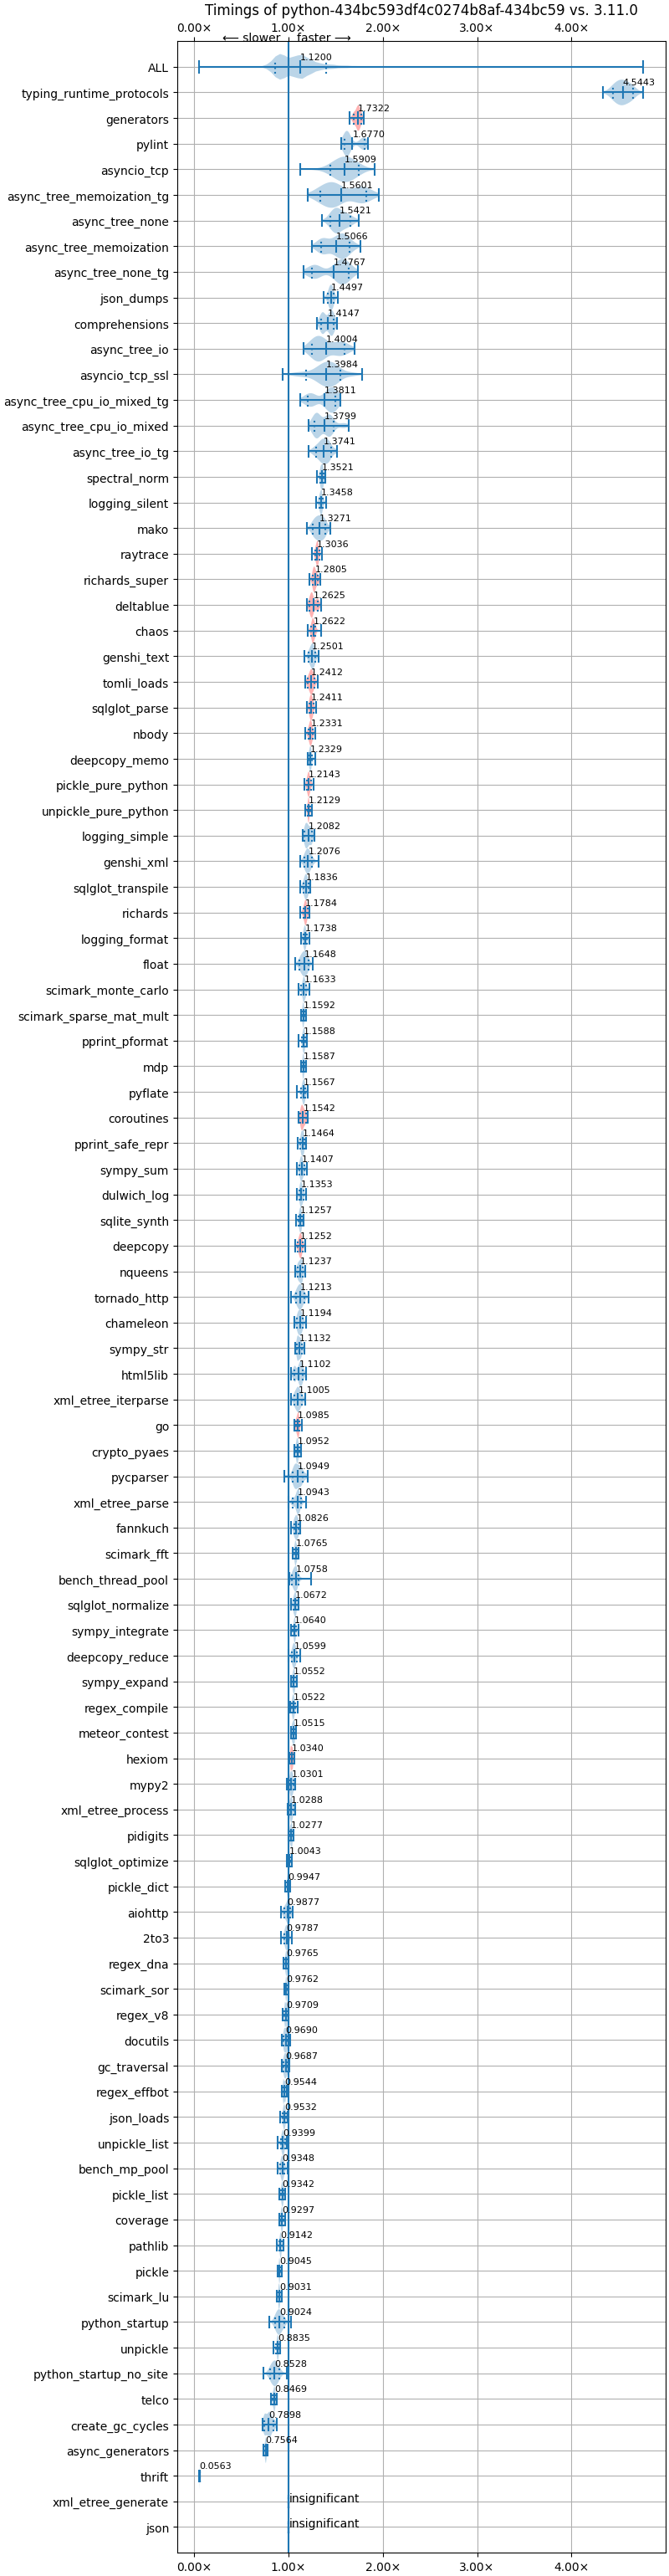 Timings of python-434bc593df4c0274b8af-434bc59 vs. 3.11.0
0.00× 1.00× 2.00× 3.00× 4.00×
⟵ slower faster ⟶
ALL 1.1200
typing_runtime_protocols 4.5443
generators 1.7322
pylint 1.6770
asyncio_tcp 1.5909
async_tree_memoization_tg 1.5601
async_tree_none 1.5421
async_tree_memoization 1.5066
async_tree_none_tg 1.4767
json_dumps 1.4497
comprehensions 1.4147
async_tree_io 1.4004
asyncio_tcp_ssl 1.3984
async_tree_cpu_io_mixed_tg 1.3811
async_tree_cpu_io_mixed 1.3799
async_tree_io_tg 1.3741
spectral_norm 1.3521
logging_silent 1.3458
mako 1.3271
raytrace 1.3036
richards_super 1.2805
deltablue 1.2625
chaos 1.2622
genshi_text 1.2501
tomli_loads 1.2412
sqlglot_parse 1.2411
nbody 1.2331
deepcopy_memo 1.2329
pickle_pure_python 1.2143
unpickle_pure_python 1.2129
logging_simple 1.2082
genshi_xml 1.2076
sqlglot_transpile 1.1836
richards 1.1784
logging_format 1.1738
float 1.1648
scimark_monte_carlo 1.1633
scimark_sparse_mat_mult 1.1592
pprint_pformat 1.1588
mdp 1.1587
pyflate 1.1567
coroutines 1.1542
pprint_safe_repr 1.1464
sympy_sum 1.1407
dulwich_log 1.1353
sqlite_synth 1.1257
deepcopy 1.1252
nqueens 1.1237
tornado_http 1.1213
chameleon 1.1194
sympy_str 1.1132
html5lib 1.1102
xml_etree_iterparse 1.1005
go 1.0985
crypto_pyaes 1.0952
pycparser 1.0949
xml_etree_parse 1.0943
fannkuch 1.0826
scimark_fft 1.0765
bench_thread_pool 1.0758
sqlglot_normalize 1.0672
sympy_integrate 1.0640
deepcopy_reduce 1.0599
sympy_expand 1.0552
regex_compile 1.0522
meteor_contest 1.0515
hexiom 1.0340
mypy2 1.0301
xml_etree_process 1.0288
pidigits 1.0277
sqlglot_optimize 1.0043
pickle_dict 0.9947
aiohttp 0.9877
2to3 0.9787
regex_dna 0.9765
scimark_sor 0.9762
regex_v8 0.9709
docutils 0.9690
gc_traversal 0.9687
regex_effbot 0.9544
json_loads 0.9532
unpickle_list 0.9399
bench_mp_pool 0.9348
pickle_list 0.9342
coverage 0.9297
pathlib 0.9142
pickle 0.9045
scimark_lu 0.9031
python_startup 0.9024
unpickle 0.8835
python_startup_no_site 0.8528
telco 0.8469
create_gc_cycles 0.7898
async_generators 0.7564
thrift 0.0563
xml_etree_generate insignificant
json insignificant
0.00× 1.00× 2.00× 3.00× 4.00×